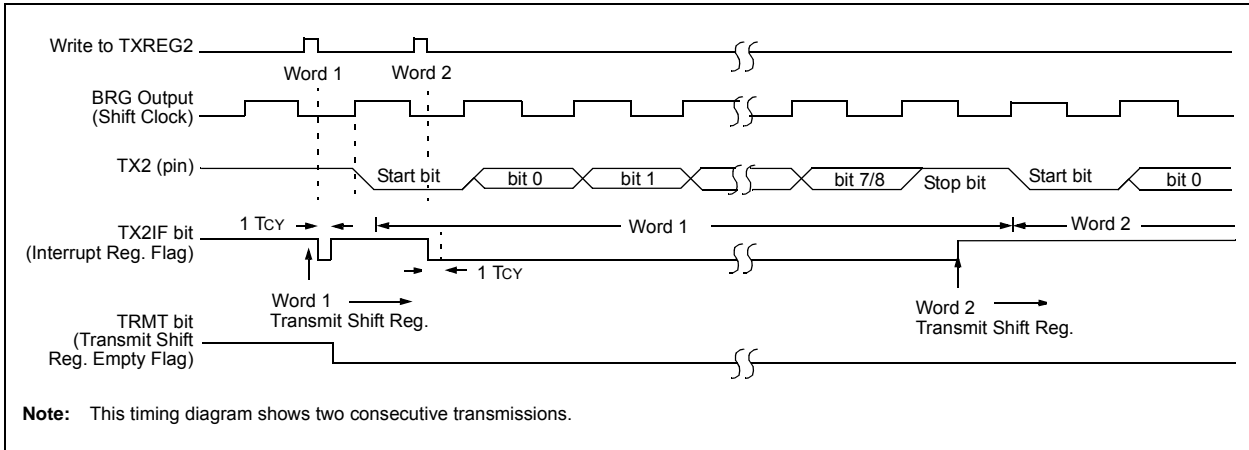 Write to TXREG2
Word 1
Word 2
BRG Output
(Shift Clock)
TX2 (pin)
Start bit
bit 0
bit 1
bit 7/8
Stop bit
Start bit
bit 0
1 TCY
Word 1
Word 2
TX2IF bit
(Interrupt Reg. Flag)
1 TCY
Word 1
Transmit Shift Reg.
Word 2
Transmit Shift Reg.
TRMT bit
(Transmit Shift
Reg. Empty Flag)
Note: This timing diagram shows two consecutive transmissions.